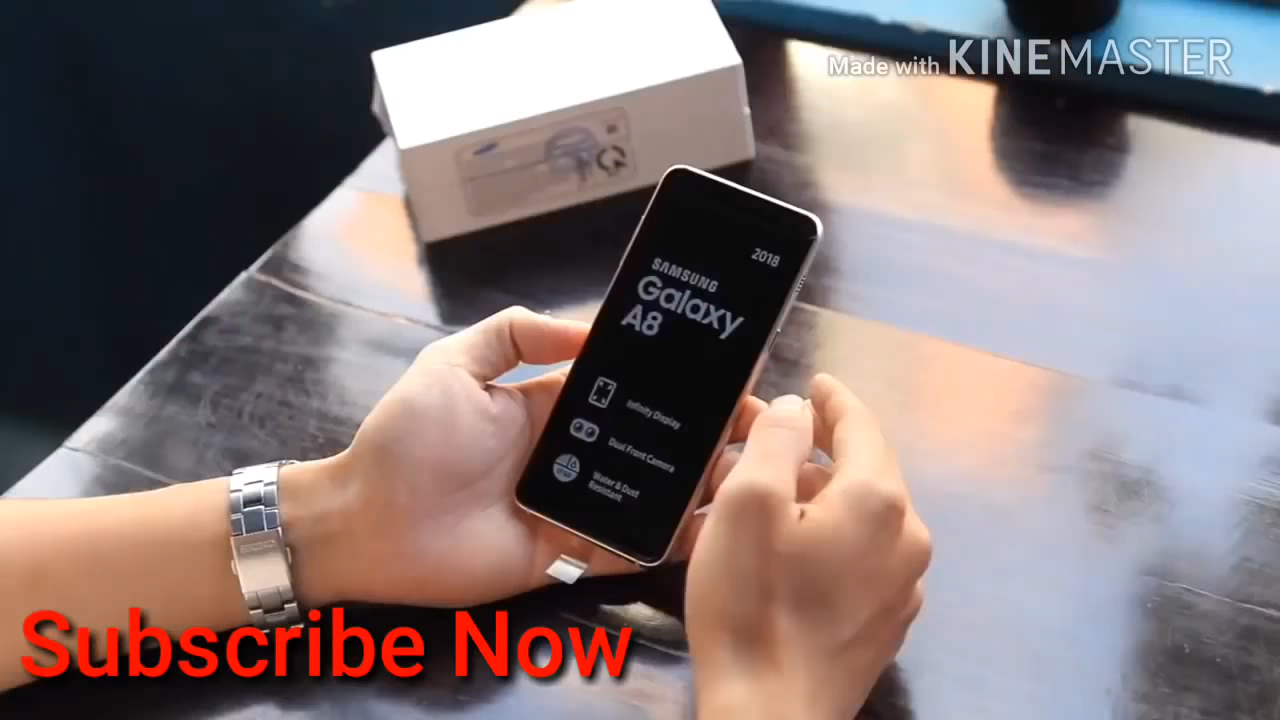 Made with KINEMASTER
2018
SAMSUNG
Galaxy
A8
Infinity Display
Dual Front Camera
Water & Dust
Resistant
Subscribe Now